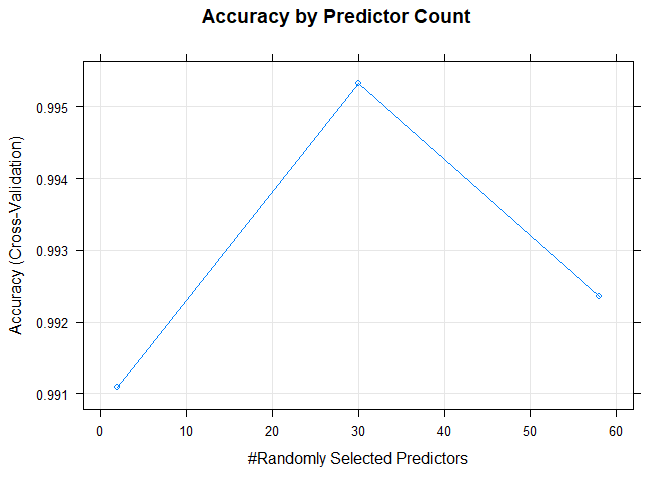 Accuracy by Predictor Count
Accuracy (Cross-Validation)
0.995
0.994
0.993
0.992
0.991
0 10 20 30 40 50 60
#Randomly Selected Predictors